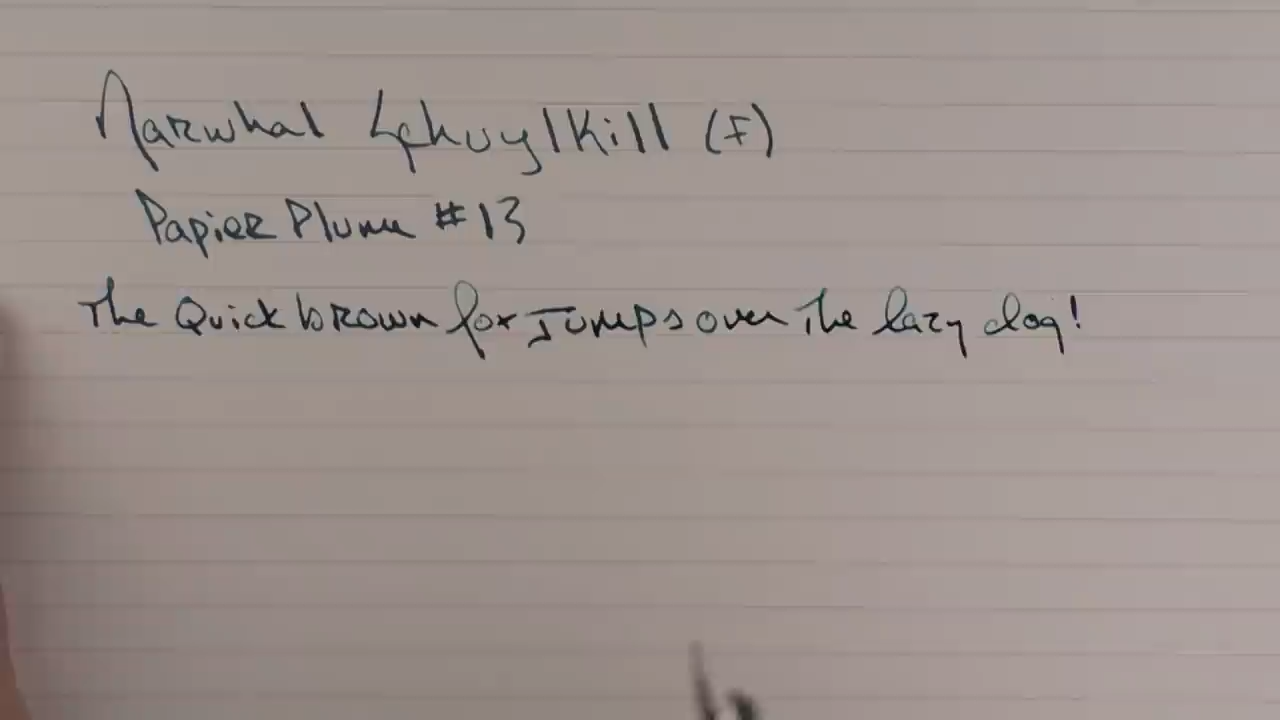 Narwhal Schuylkill (F)
Papier Plume #13
The Quick brown fox Jumps over The lazy dog!